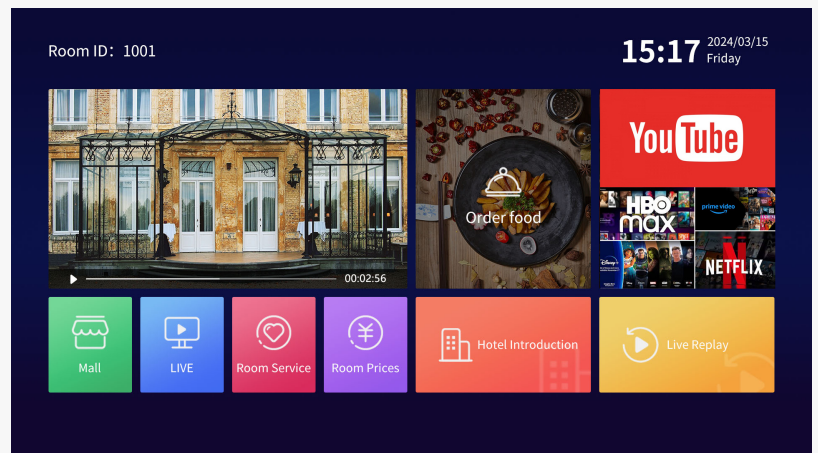 Room ID: 1001
15:17
2024/03/15
Friday
Order food
00:02:56
YouTube
HBO
max
prime video
Disney+
NETFLIX
Mall
LIVE
Room Service
¥
Room Prices
Hotel Introduction
Live Replay